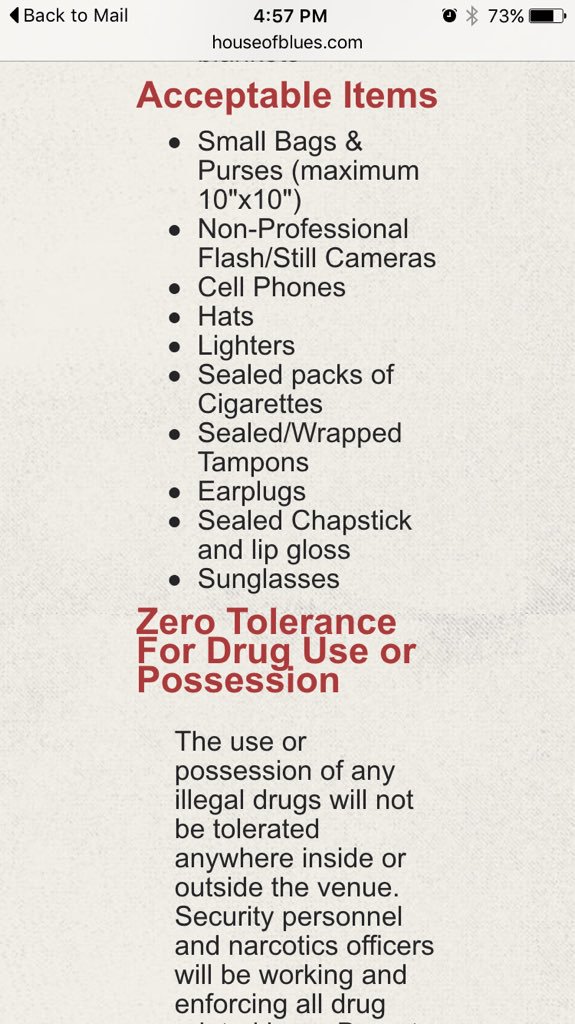 Back to Mail 4:57 PM 73%
houseofblues.com
blankets
Acceptable Items
• Small Bags &
Purses (maximum
10"x10")
• Non-Professional
Flash/Still Cameras
• Cell Phones
• Hats
• Lighters
• Sealed packs of
Cigarettes
• Sealed/Wrapped
Tampons
• Earplugs
• Sealed Chapstick
and lip gloss
• Sunglasses
Zero Tolerance
For Drug Use or
Possession
The use or
possession of any
illegal drugs will not
be tolerated
anywhere inside or
outside the venue.
Security personnel
and narcotics officers
will be working and
enforcing all drug